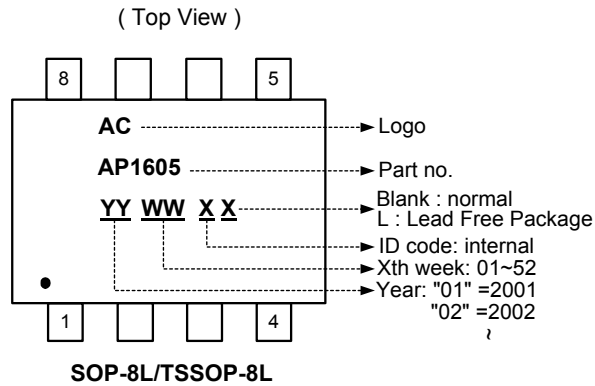 ( Top View )
8 5
AC Logo
AP1605 Part no.
YY WW X X Blank : normal
L : Lead Free Package
ID code: internal
Xth week: 01~52
Year: "01" =2001
"02" =2002
~
1 4
SOP-8L/TSSOP-8L